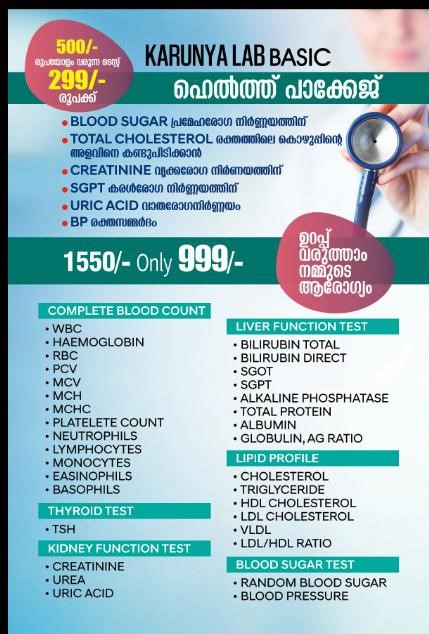 500/-
രൂപയോളം വരുന്ന ടെസ്റ്റ്
299/-
രൂപക്ക്
KARUNYA LAB BASIC
ഹെൽത്ത് പാക്കേജ്
• BLOOD SUGAR പ്രമേഹരോഗ നിർണ്ണയത്തിന്
• TOTAL CHOLESTEROL രക്തത്തിലെ കൊഴുപ്പിന്റെ
അളവിനെ കണ്ടുപിടിക്കാൻ
• CREATININE വൃക്കരോഗ നിർണയത്തിന്
• SGPT കരൾരോഗ നിർണ്ണയത്തിന്
• URIC ACID വാതരോഗനിർണ്ണയം
• BP രക്തസമ്മർദം
1550/- Only 999/-
ഉറപ്പ്
വരുത്താം
നമ്മുടെ
ആരോഗ്യം
COMPLETE BLOOD COUNT
• WBC
• HAEMOGLOBIN
• RBC
• PCV
• MCV
• MCH
• MCHC
• PLATELETE COUNT
• NEUTROPHILS
• LYMPHOCYTES
• MONOCYTES
• EASINOPHILS
• BASOPHILS
THYROID TEST
• TSH
KIDNEY FUNCTION TEST
• CREATININE
• UREA
• URIC ACID
LIVER FUNCTION TEST
• BILIRUBIN TOTAL
• BILIRUBIN DIRECT
• SGOT
• SGPT
• ALKALINE PHOSPHATASE
• TOTAL PROTEIN
• ALBUMIN
• GLOBULIN, AG RATIO
LIPID PROFILE
• CHOLESTEROL
• TRIGLYCERIDE
• HDL CHOLESTEROL
• LDL CHOLESTEROL
• VLDL
• LDL/HDL RATIO
BLOOD SUGAR TEST
• RANDOM BLOOD SUGAR
• BLOOD PRESSURE